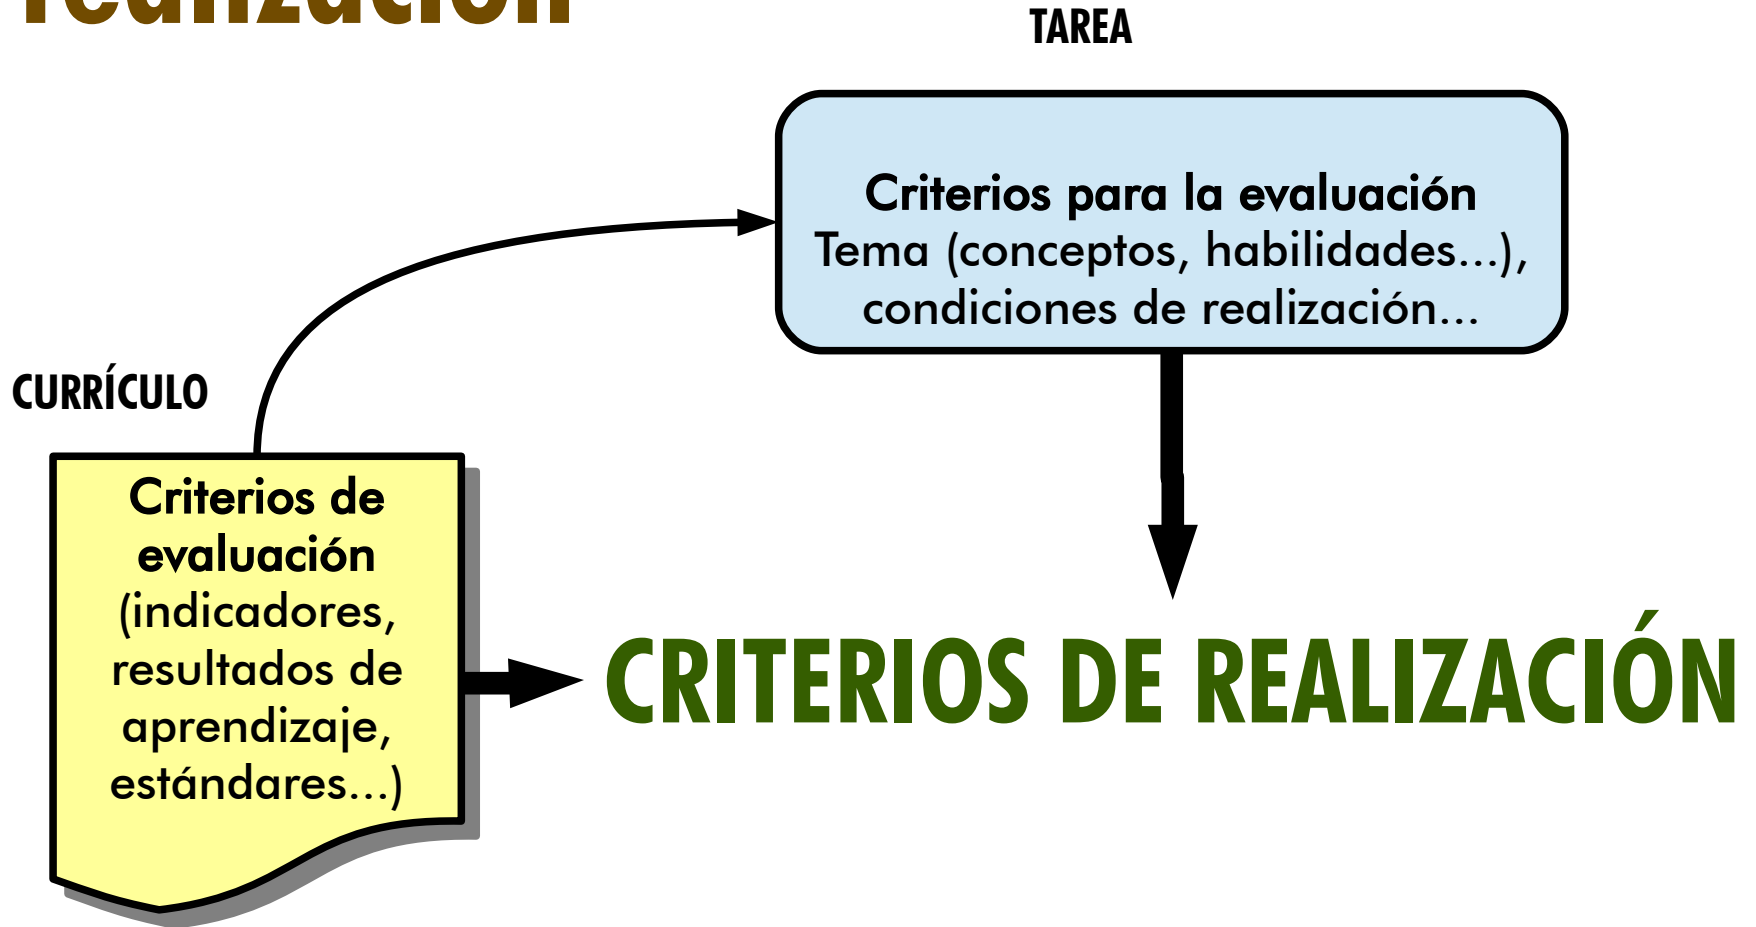 realización
TAREA
Criterios para la evaluación
Tema (conceptos, habilidades...),
condiciones de realización...
CURRÍCULO
Criterios de
evaluación
(indicadores,
resultados de
aprendizaje,
estándares...)
CRITERIOS DE REALIZACIÓN